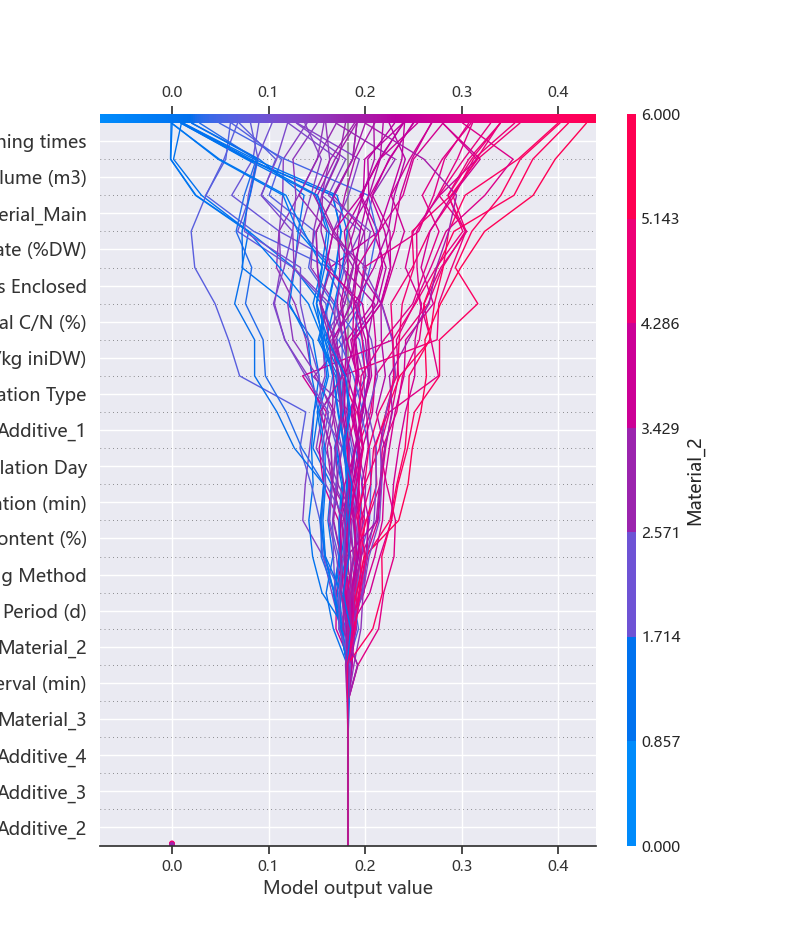 0.0 0.1 0.2 0.3 0.4
ning times
lume (m3)
erial_Main
ate (%DW)
s Enclosed
al C/N (%)
/kg iniDW)
ation Type
Additive_1
lation Day
ation (min)
ontent (%)
g Method
Period (d)
Material_2
erval (min)
Material_3
Additive_4
Additive_3
Additive_2
0.0 0.1 0.2 0.3 0.4
Model output value
6.000
5.143
4.286
3.429
2.571
1.714
0.857
0.000
Material_2